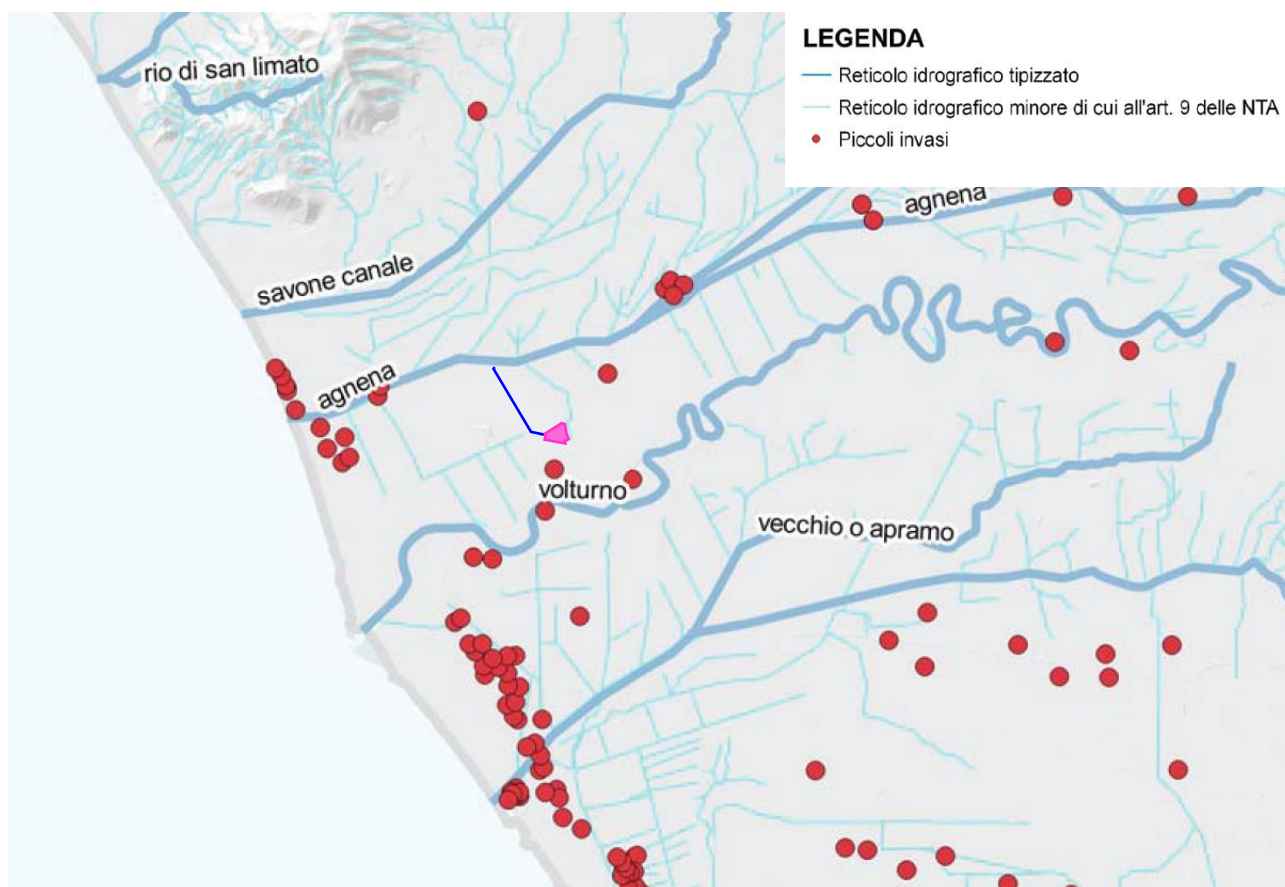 LEGENDA
Reticolo idrografico tipizzato
Reticolo idrografico minore di cui all'art. 9 delle NTA
Piccoli invasi
rio di san limato
agnena
savone canale
agnena
volturno
vecchio o apramo